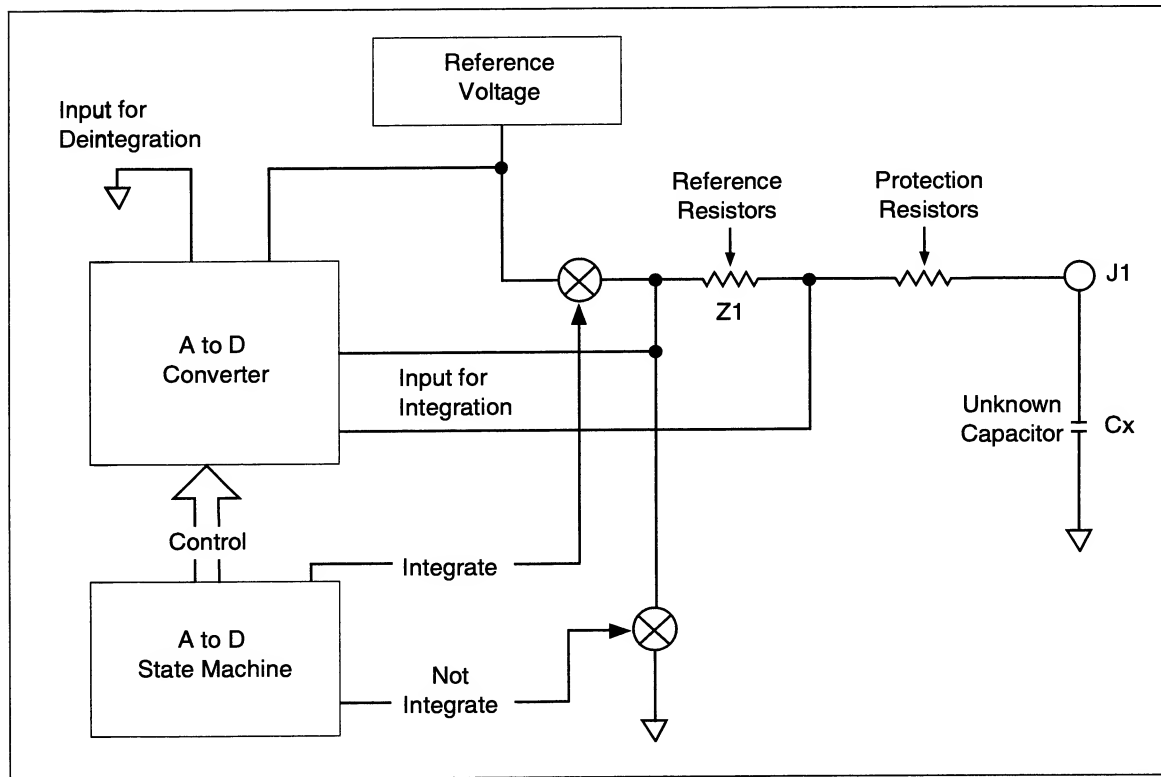 Reference
Voltage
Input for
Deintegration
Reference
Resistors
Protection
Resistors
J1
Z1
A to D
Converter
Input for
Integration
Unknown
Capacitor
Cx
Control
Integrate
A to D
State Machine
Not
Integrate